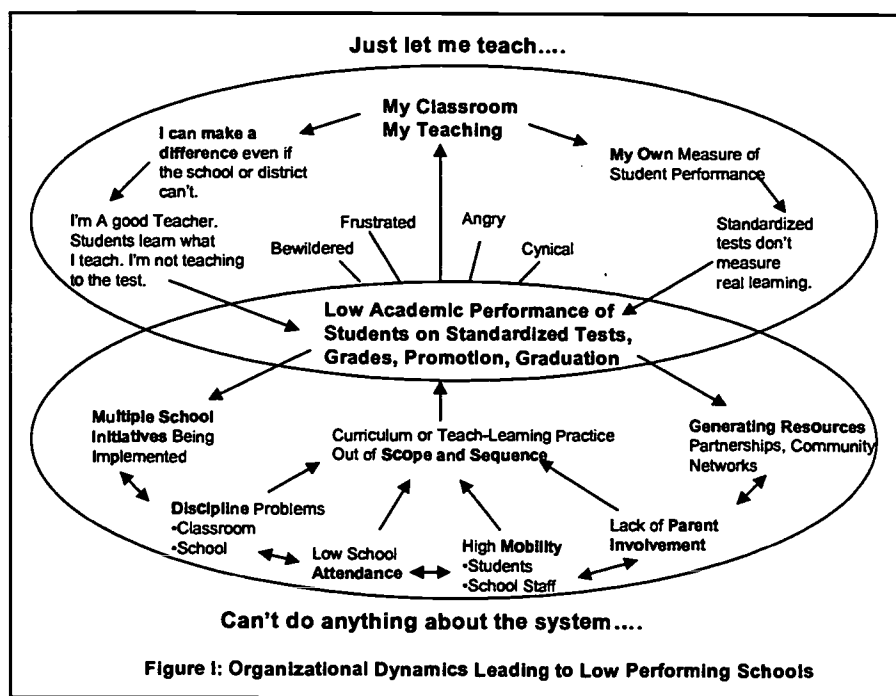 Just let me teach....
My Classroom
My Teaching
I can make a
difference even if
the school or district
can't.
My Own Measure of
Student Performance
I'm A good Teacher.
Students learn what
I teach. I'm not teaching
to the test.
Bewildered
Frustrated
Angry
Cynical
Standardized
tests don't
measure
real learning.
Low Academic Performance of
Students on Standardized Tests,
Grades, Promotion, Graduation
Multiple School
Initiatives Being
Implemented
Curriculum or Teach-Learning Practice
Out of Scope and Sequence
Generating Resources
Partnerships, Community
Networks
Discipline Problems
•Classroom
•School
Low School
Attendance
High Mobility
•Students
•School Staff
Lack of Parent
Involvement
Can't do anything about the system....
Figure I: Organizational Dynamics Leading to Low Performing Schools